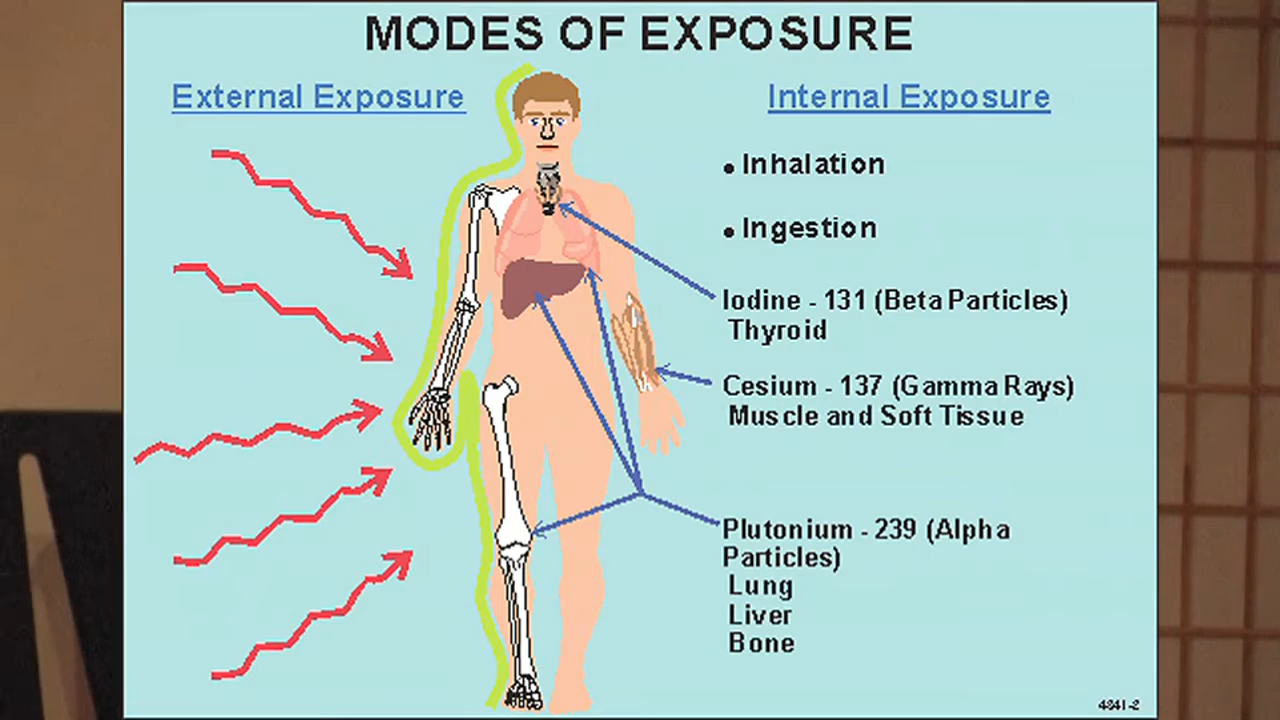 MODES OF EXPOSURE
External Exposure
Internal Exposure
• Inhalation
• Ingestion
Iodine - 131 (Beta Particles)
Thyroid
Cesium - 137 (Gamma Rays)
Muscle and Soft Tissue
Plutonium - 239 (Alpha
Particles)
Lung
Liver
Bone
4841-2